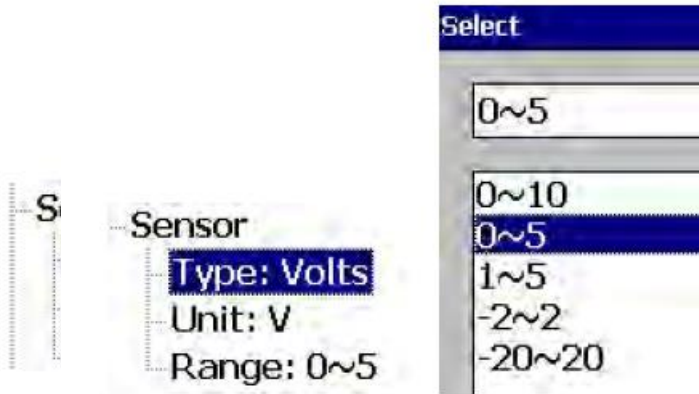 Select
0~5
0~10
0~5
1~5
-2~2
-20~20
Sensor
Type: Volts
Unit: V
Range: 0~5